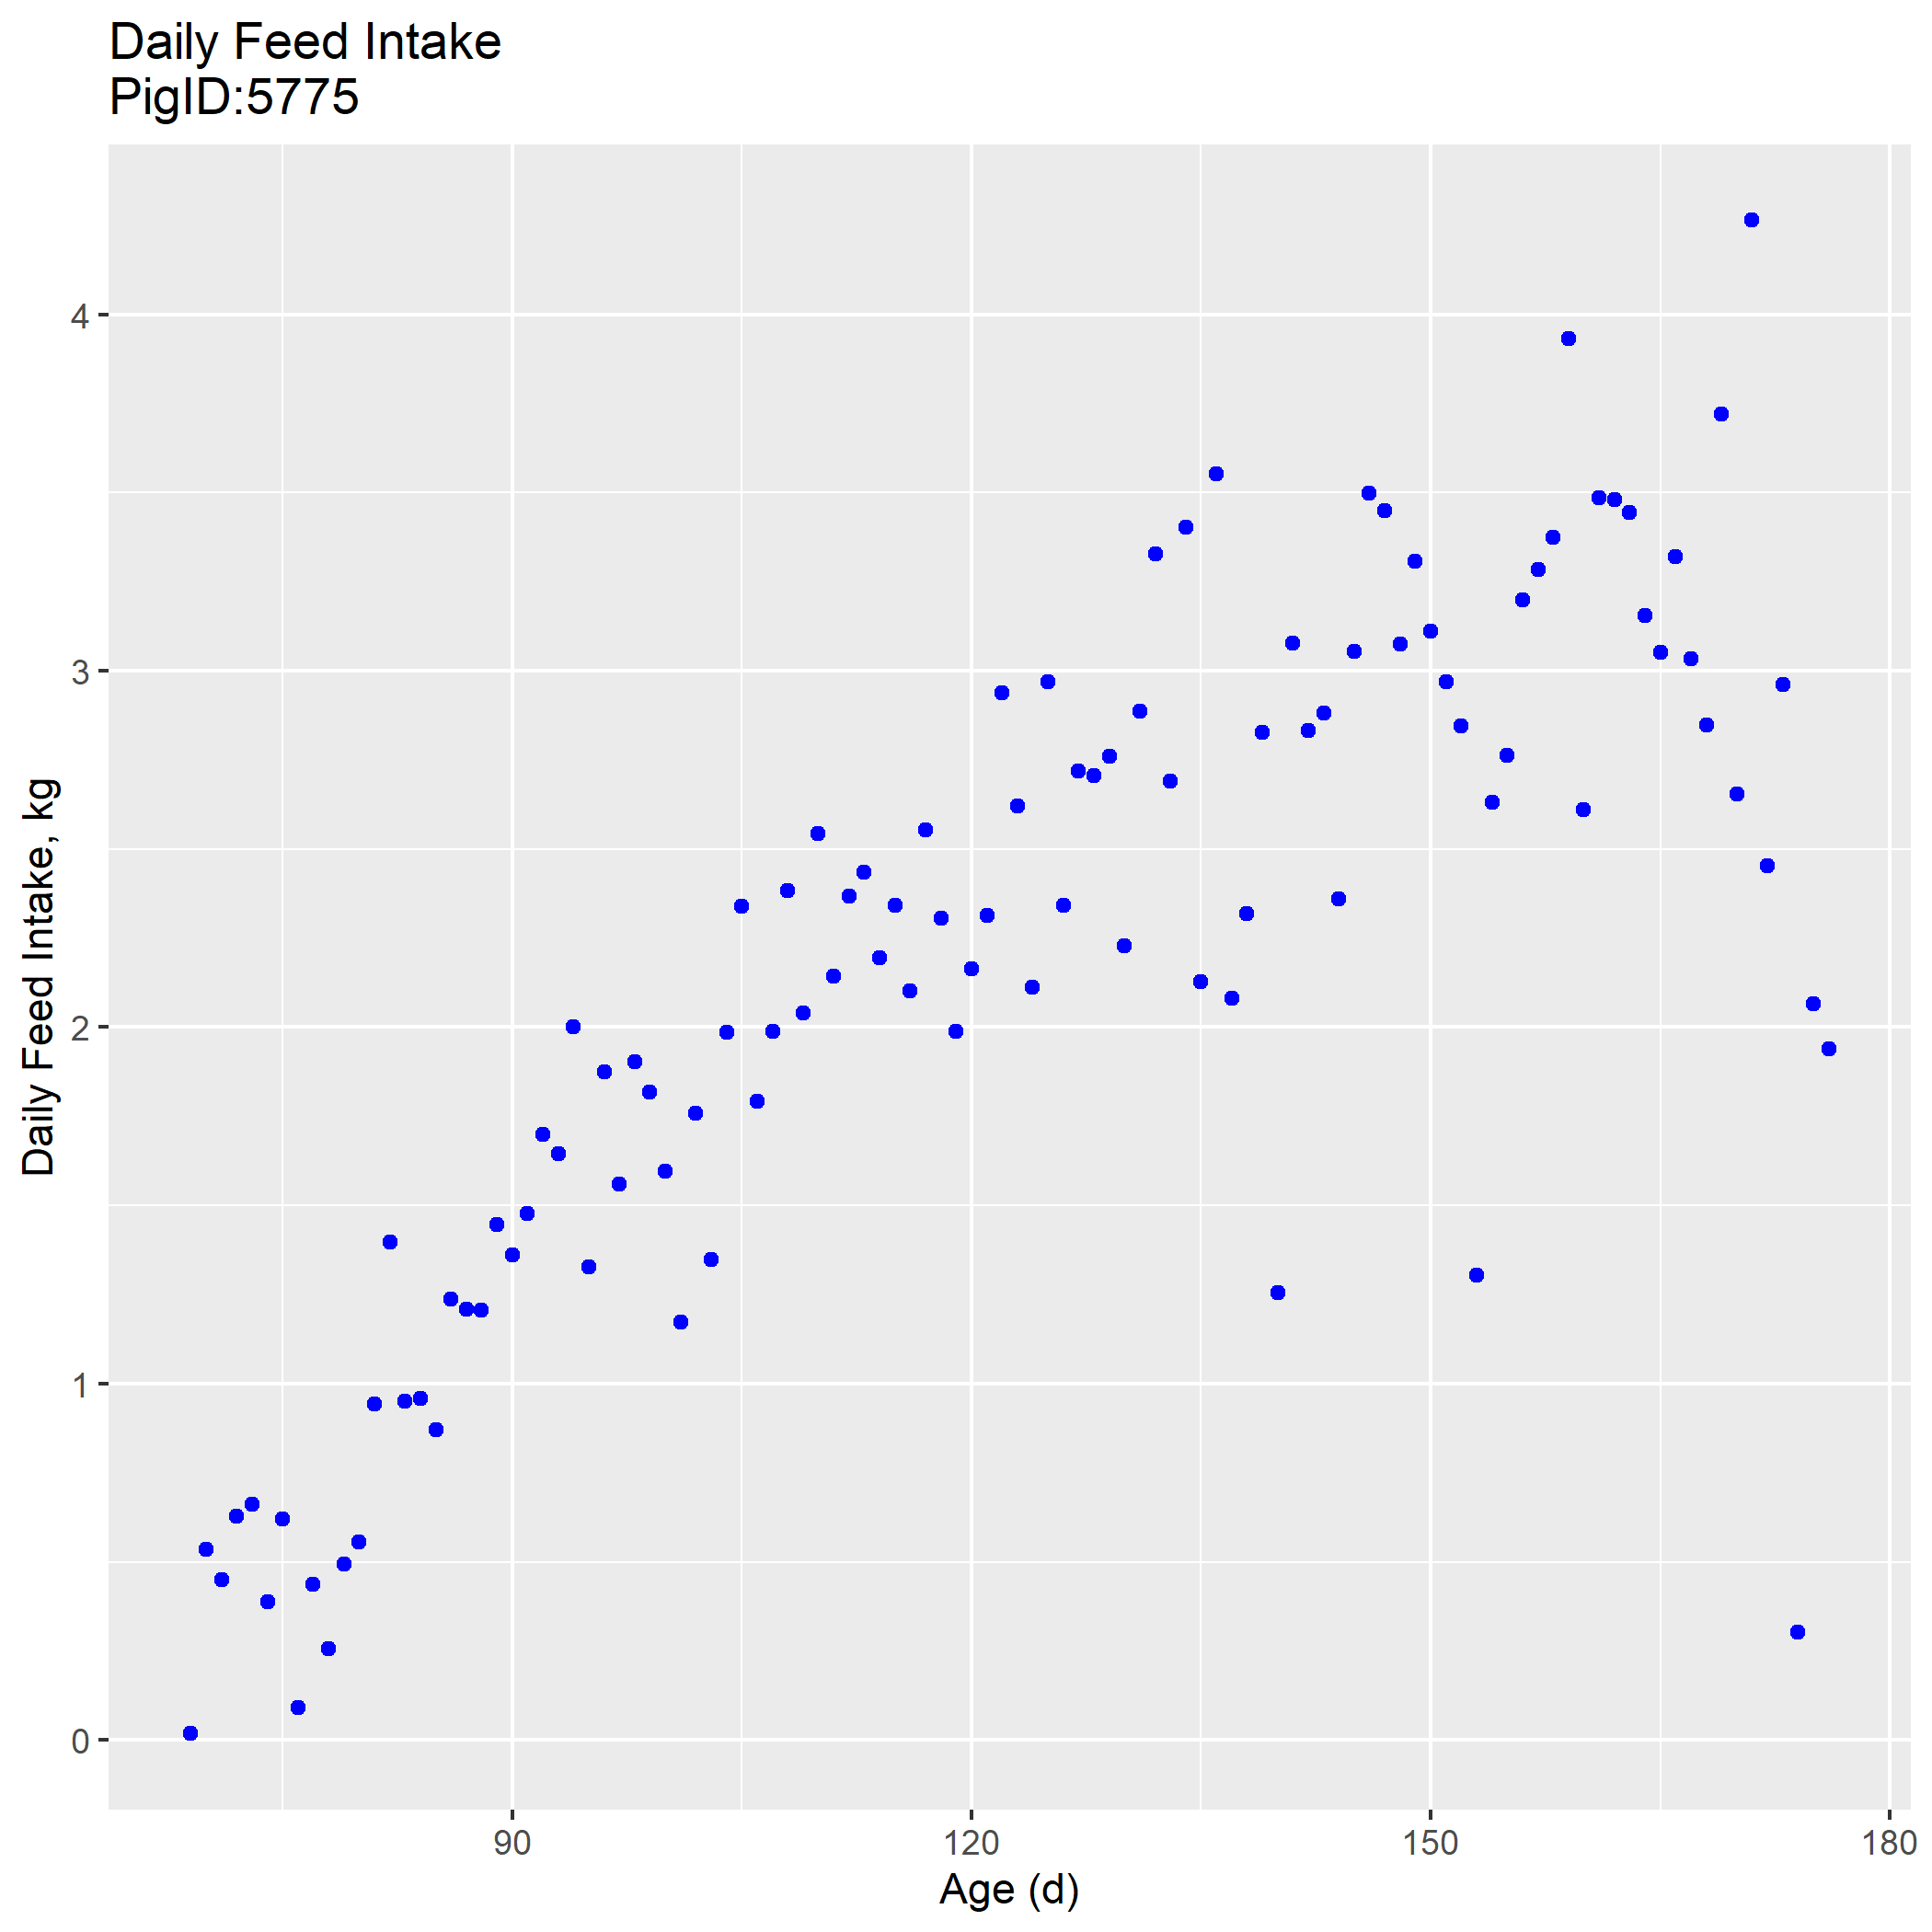 Daily Feed Intake
PigID:5775
4
3
2
1
0
Daily Feed Intake, kg
90 120 150 180
Age (d)